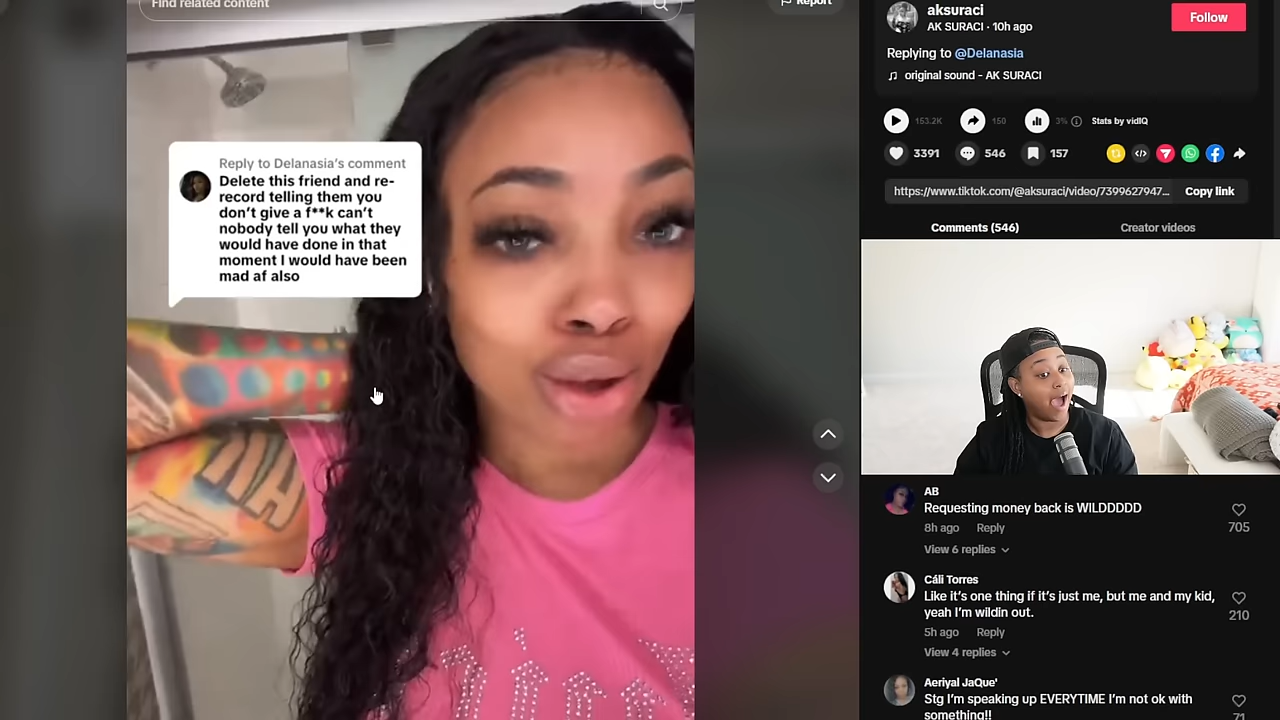 Find related content
Report
Reply to Delanasia's comment
Delete this friend and re-
record telling them you
don't give a f**k can't
nobody tell you what they
would have done in that
moment I would have been
mad af also
aksuraci
AK SURACI · 10h ago
Follow
Replying to @Delanasia
original sound - AK SURACI
153.2K
150
3%
Stats by vidIQ
3391
546
157
https://www.tiktok.com/@aksuraci/video/7399627947...
Copy link
Comments (546)
Creator videos
AB
Requesting money back is WILDDDDD
8h ago Reply
705
View 6 replies
Cáli Torres
Like it's one thing if it's just me, but me and my kid,
yeah I'm wildin out.
210
5h ago Reply
View 4 replies
Aeriyal JaQue'
Stg I'm speaking up EVERYTIME I'm not ok with
something!!
71